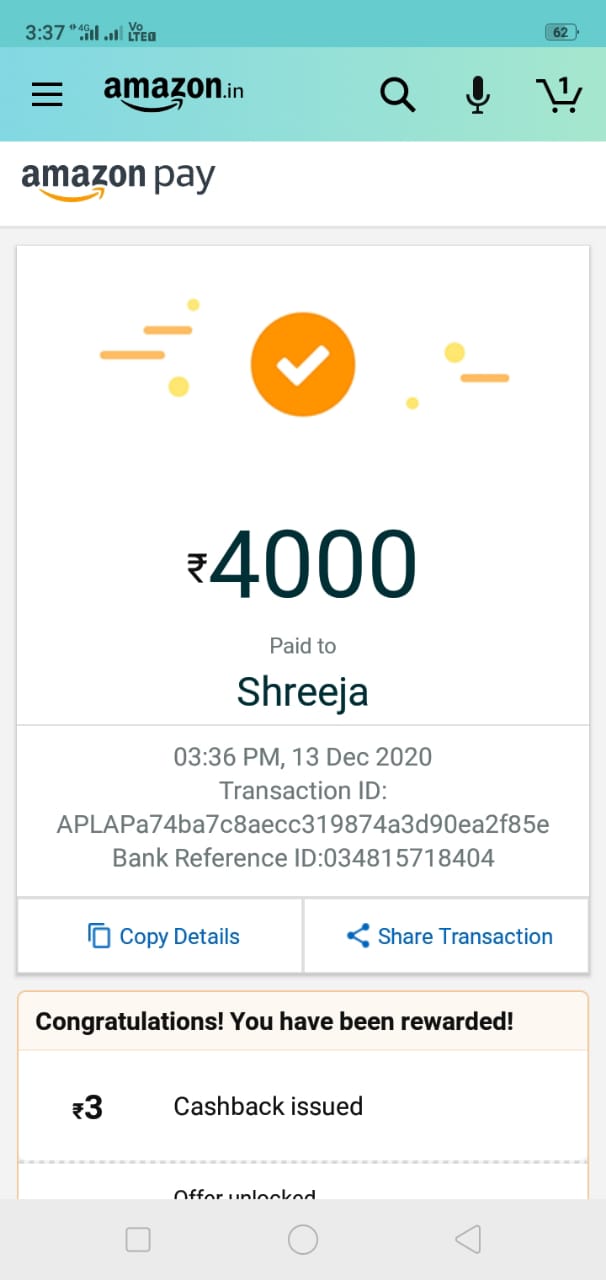 3:37 4G Vo LTE 62
amazon.in 1
amazon pay
₹4000
Paid to
Shreeja
03:36 PM, 13 Dec 2020
Transaction ID:
APLAPa74ba7c8aecc319874a3d90ea2f85e
Bank Reference ID:034815718404
Copy Details Share Transaction
Congratulations! You have been rewarded!
₹3 Cashback issued
Offer unlocked